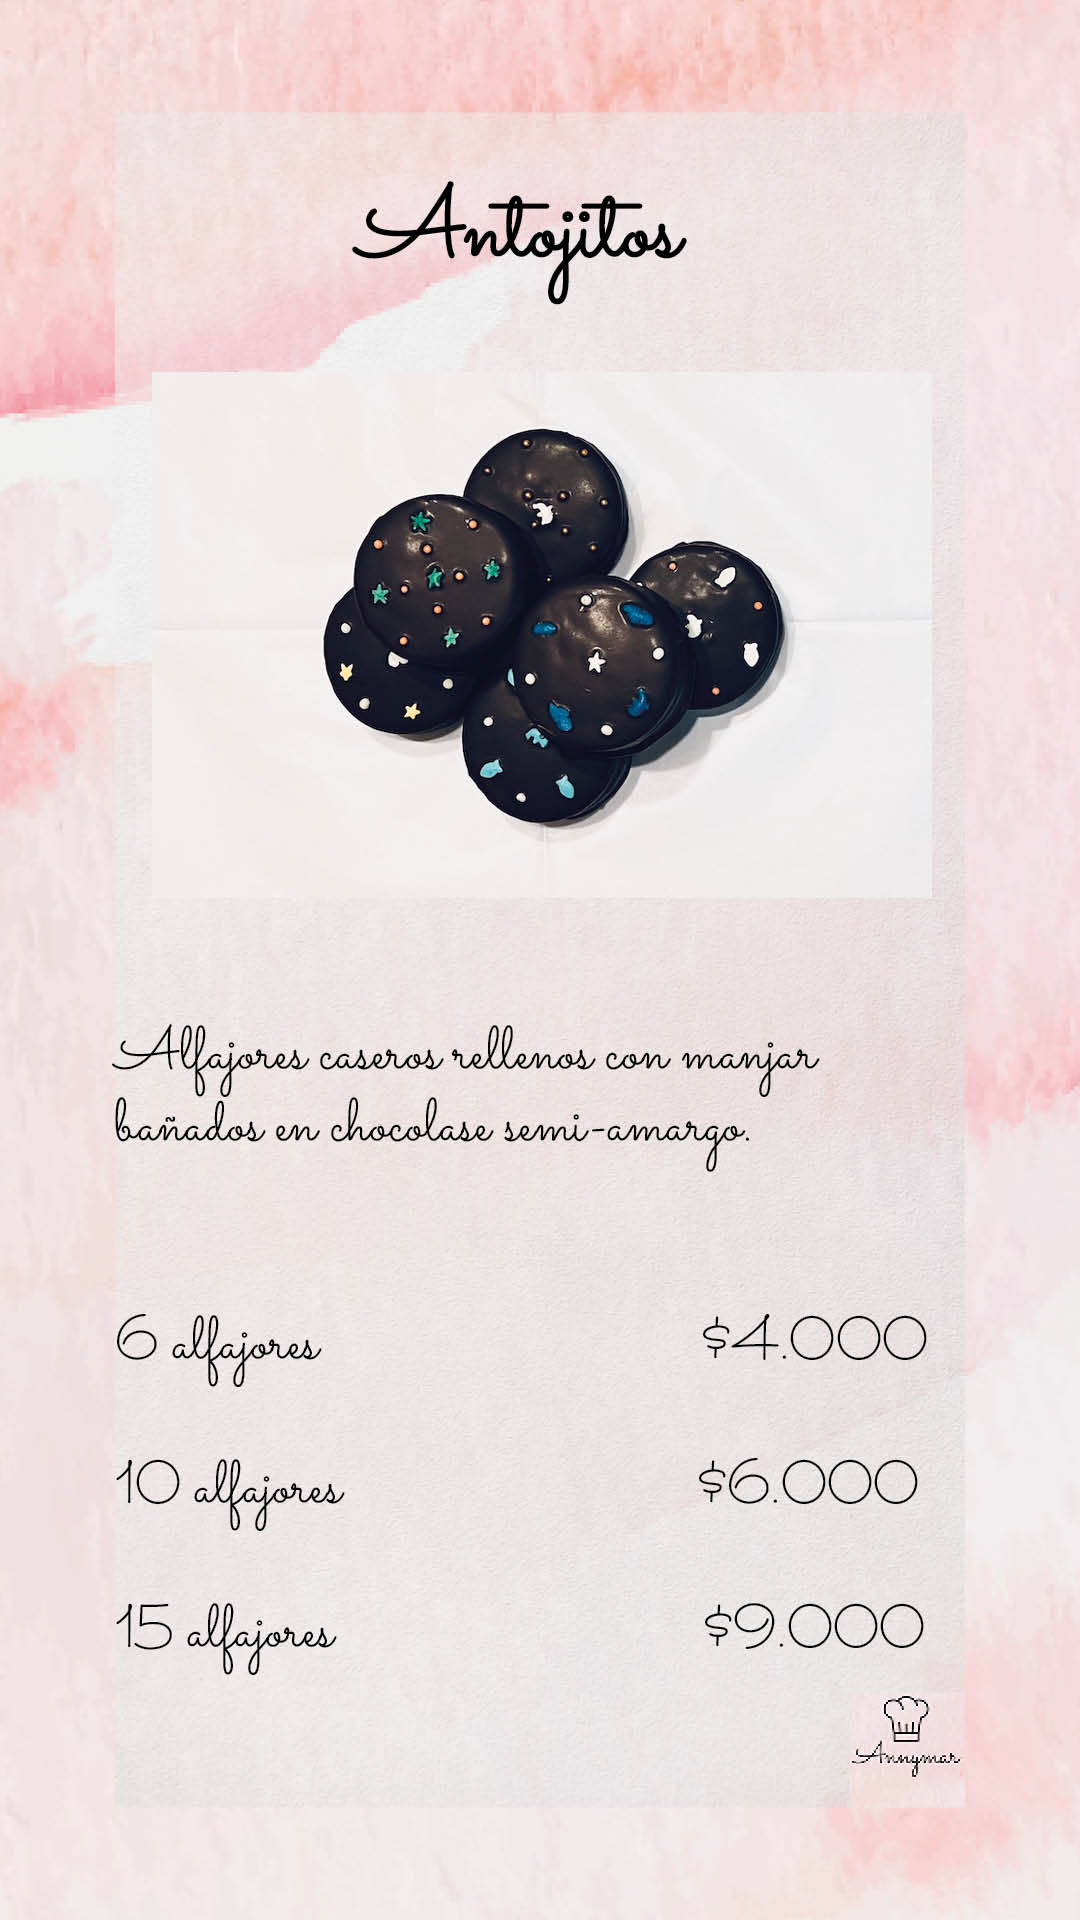 Antojitos
Alfajores caseros rellenos con manjar
bañados en chocolase semi-amargo.
6 alfajores $4.000
10 alfajores $6.000
15 alfajores $9.000
Annymar